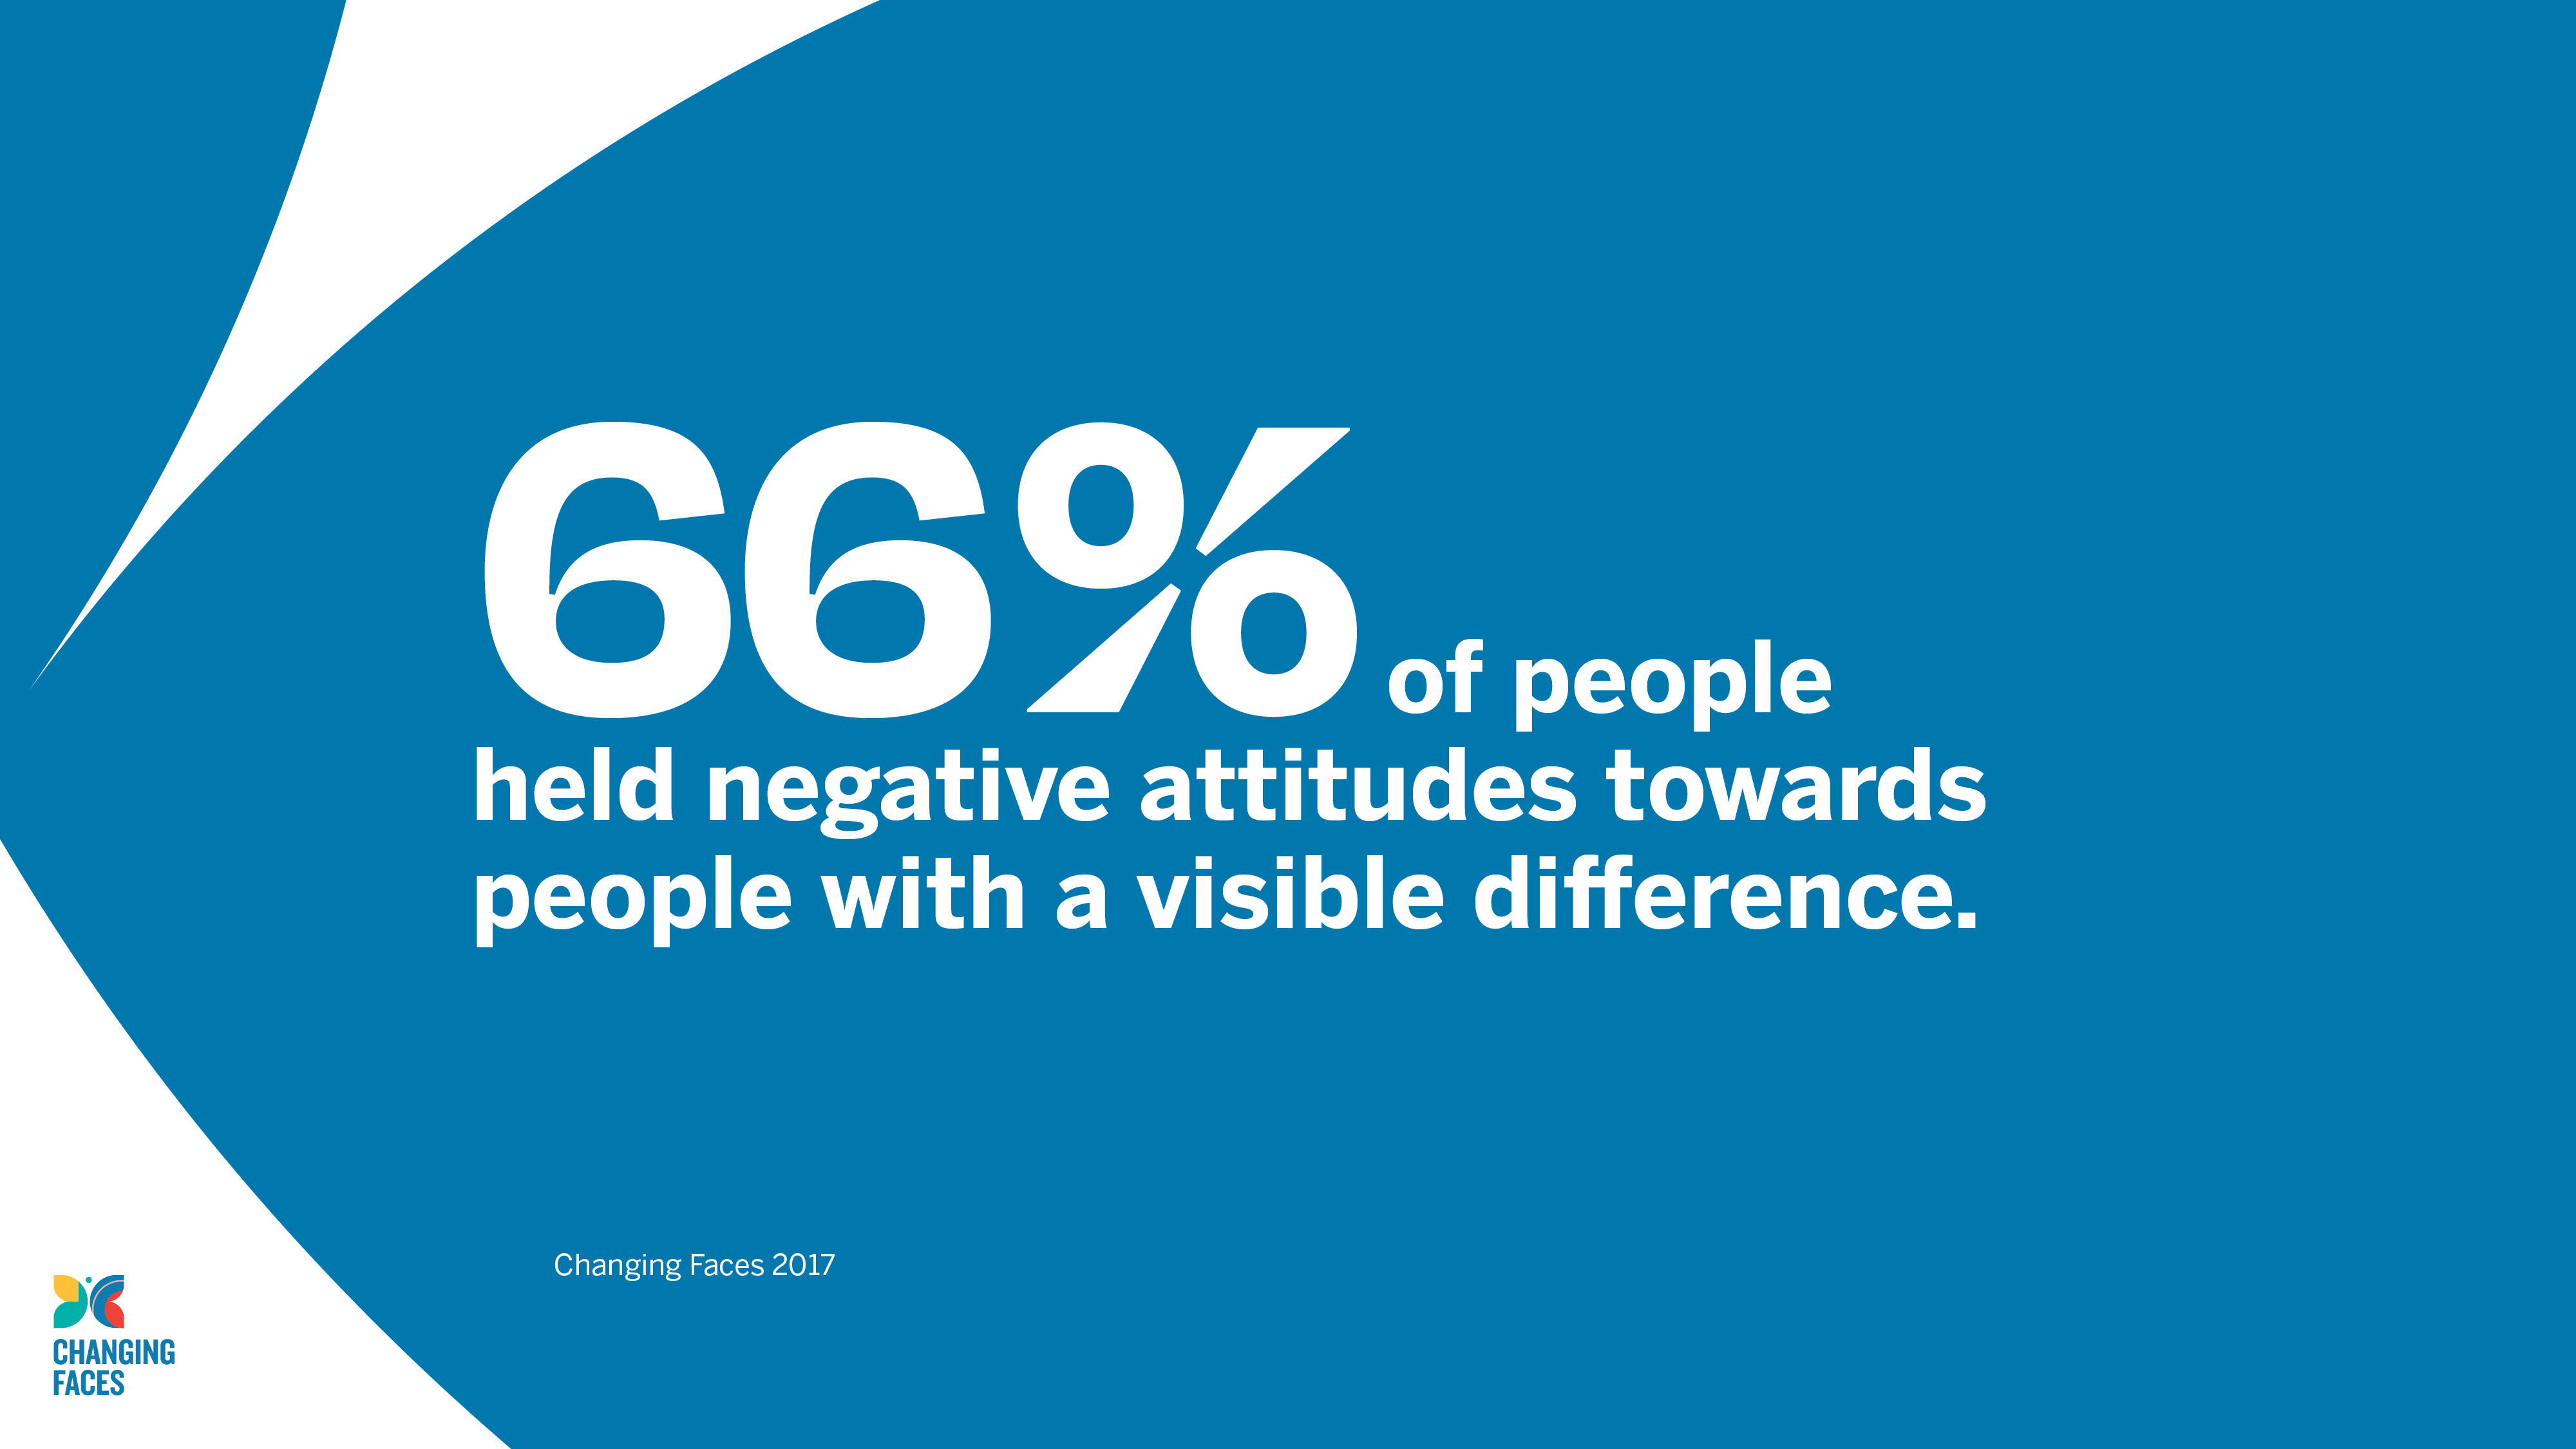 66% of people
held negative attitudes towards
people with a visible difference.
Changing Faces 2017
CHANGING
FACES